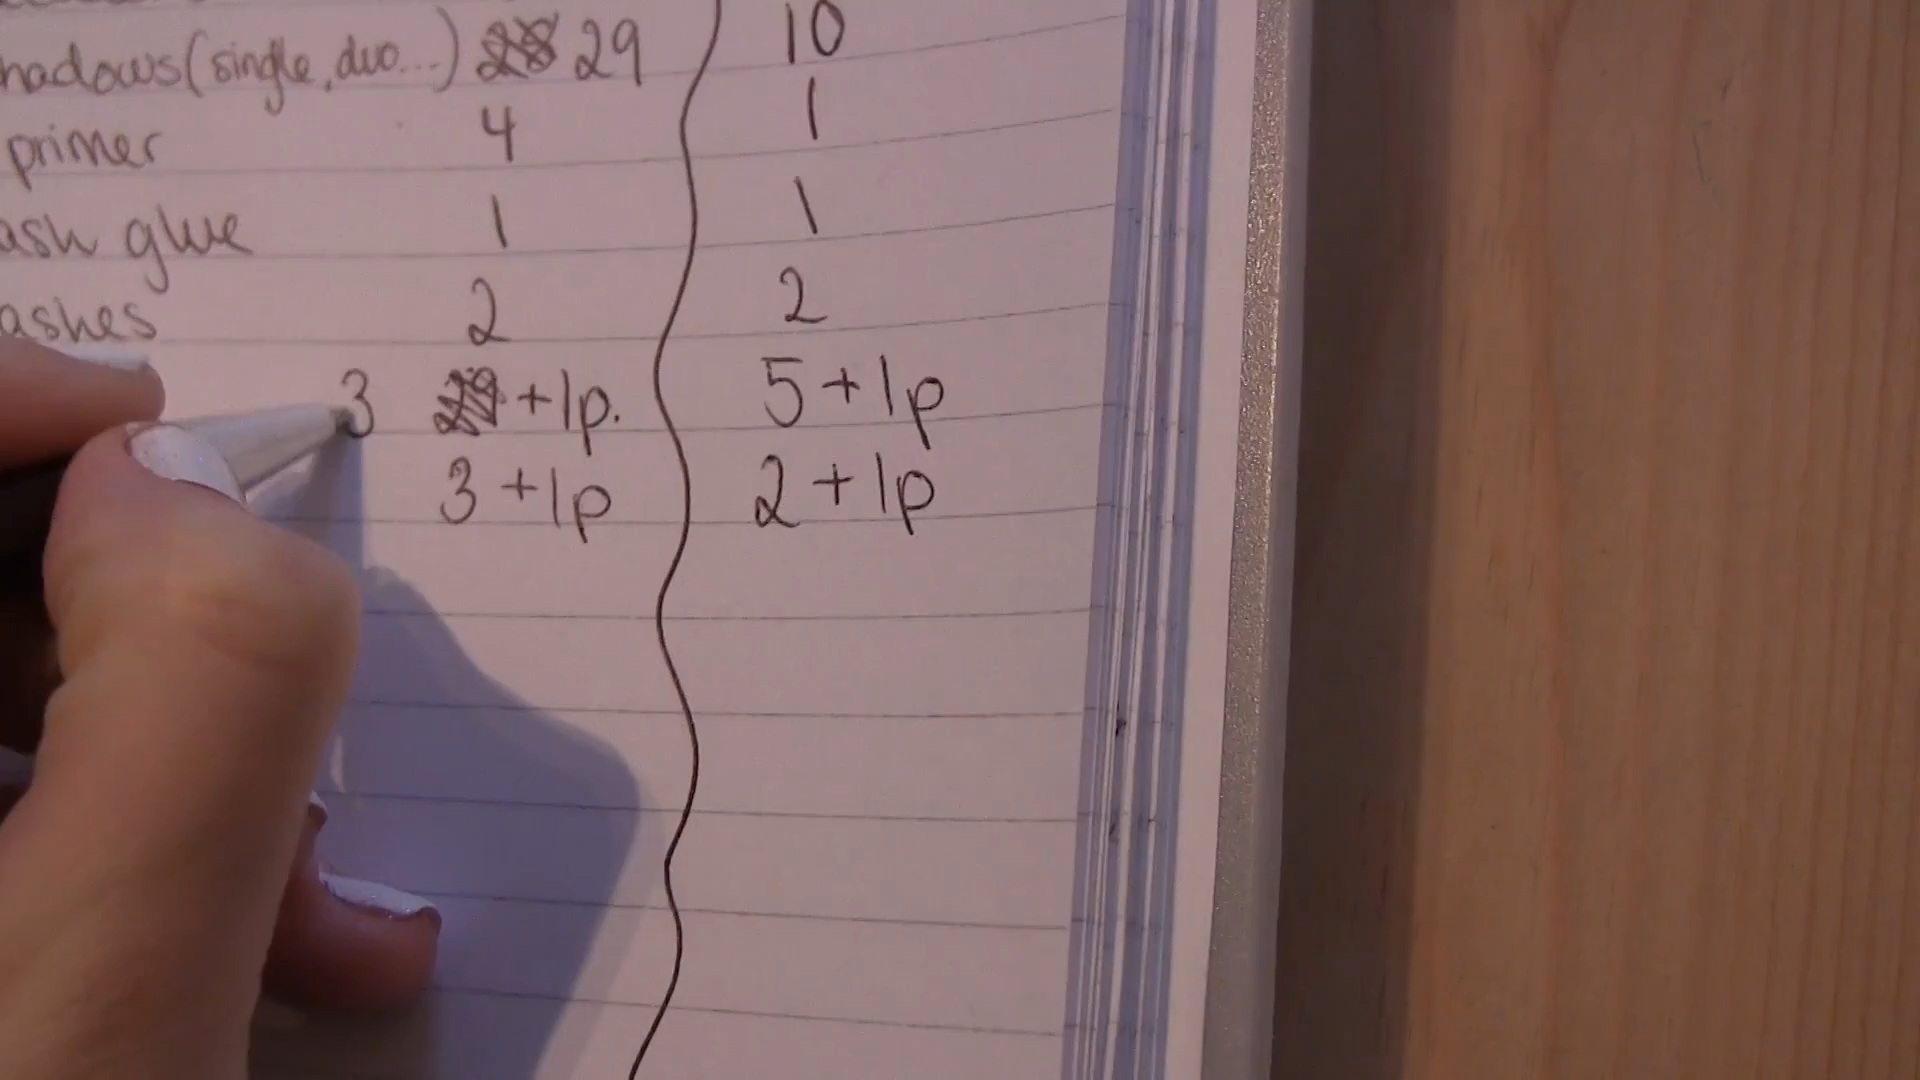 hadows (single, duo...) 29 10
primer 4 1
ash glue 1 1
ashes 2 2
3 +1p. 5+1p
3+1p 2+1p